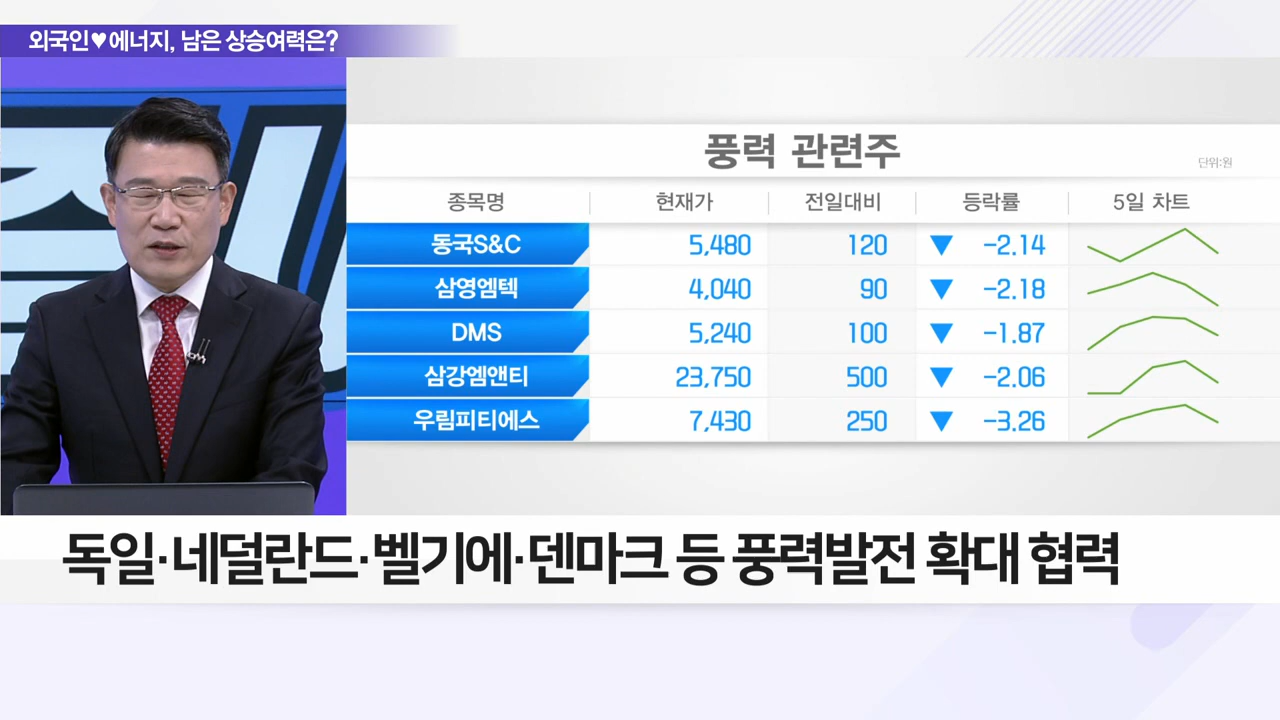 외국인♥에너지, 남은 상승여력은?
풍력 관련주
단위:원
종목명 현재가 전일대비 등락률 5일 차트
동국S&C 5,480 120 ▼ -2.14
삼영엠텍 4,040 90 ▼ -2.18
DMS 5,240 100 ▼ -1.87
삼강엠앤티 23,750 500 ▼ -2.06
우림피티에스 7,430 250 ▼ -3.26
독일·네덜란드·벨기에·덴마크 등 풍력발전 확대 협력